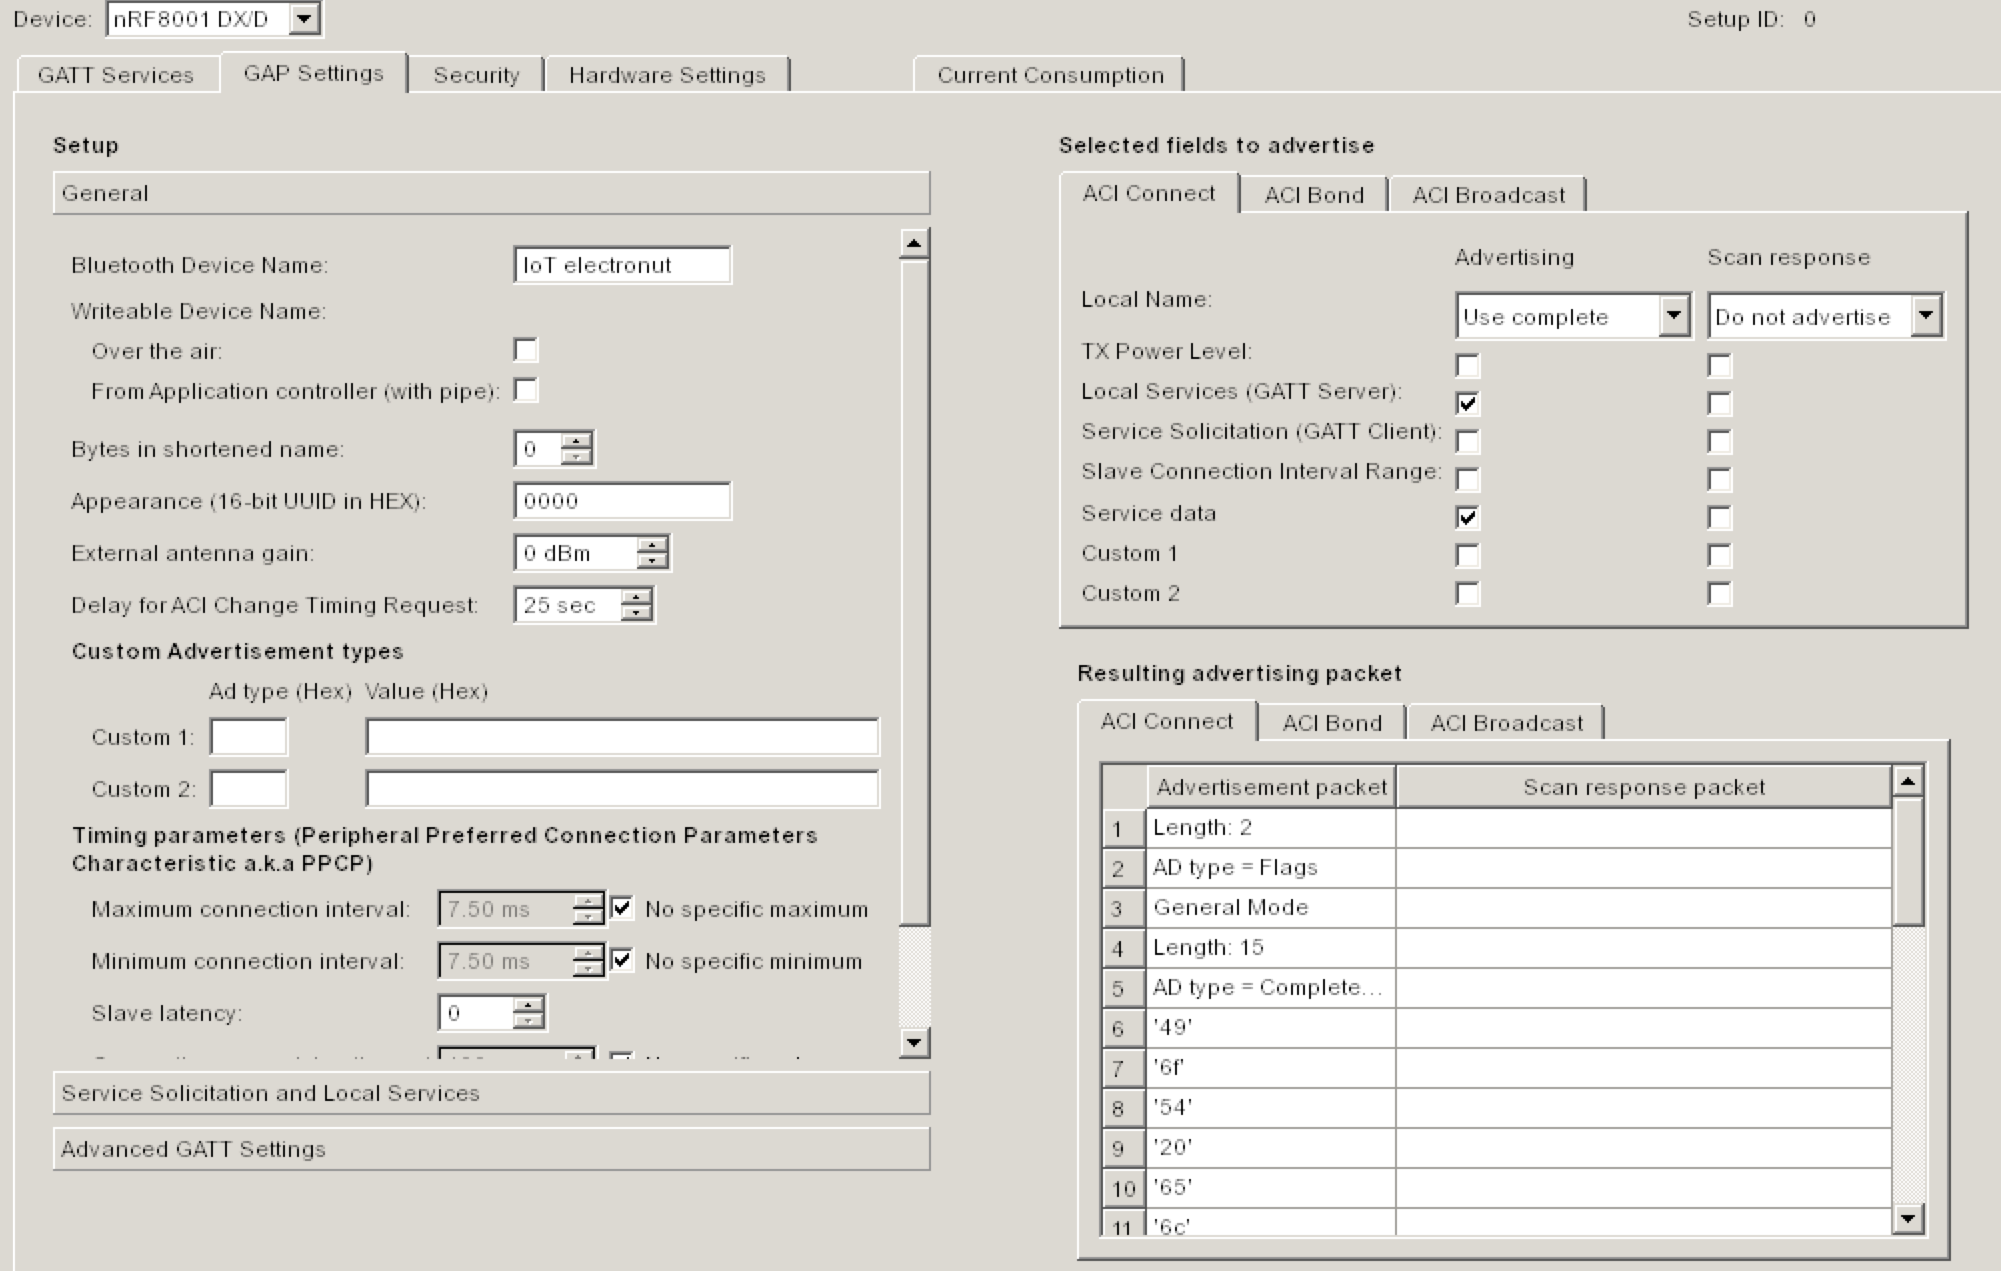 Device: nRF8001 DX/D Setup ID: 0
GATT Services GAP Settings Security Hardware Settings Current Consumption
Setup
General
Bluetooth Device Name: IoT electronut
Writeable Device Name:
Over the air:
From Application controller (with pipe):
Bytes in shortened name: 0
Appearance (16-bit UUID in HEX): 0000
External antenna gain: 0 dBm
Delay for ACI Change Timing Request: 25 sec
Custom Advertisement types
Ad type (Hex) Value (Hex)
Custom 1:
Custom 2:
Timing parameters (Peripheral Preferred Connection Parameters
Characteristic a.k.a PPCP)
Maximum connection interval: 7.50 ms No specific maximum
Minimum connection interval: 7.50 ms No specific minimum
Slave latency: 0
Service Solicitation and Local Services
Advanced GATT Settings
Selected fields to advertise
ACI Connect ACI Bond ACI Broadcast
Advertising Scan response
Local Name: Use complete Do not advertise
TX Power Level:
Local Services (GATT Server):
Service Solicitation (GATT Client):
Slave Connection Interval Range:
Service data
Custom 1
Custom 2
Resulting advertising packet
ACI Connect ACI Bond ACI Broadcast
Advertisement packet Scan response packet
1 Length: 2
2 AD type = Flags
3 General Mode
4 Length: 15
5 AD type = Complete...
6 '49'
7 '6f'
8 '54'
9 '20'
10 '65'
11 '6c'